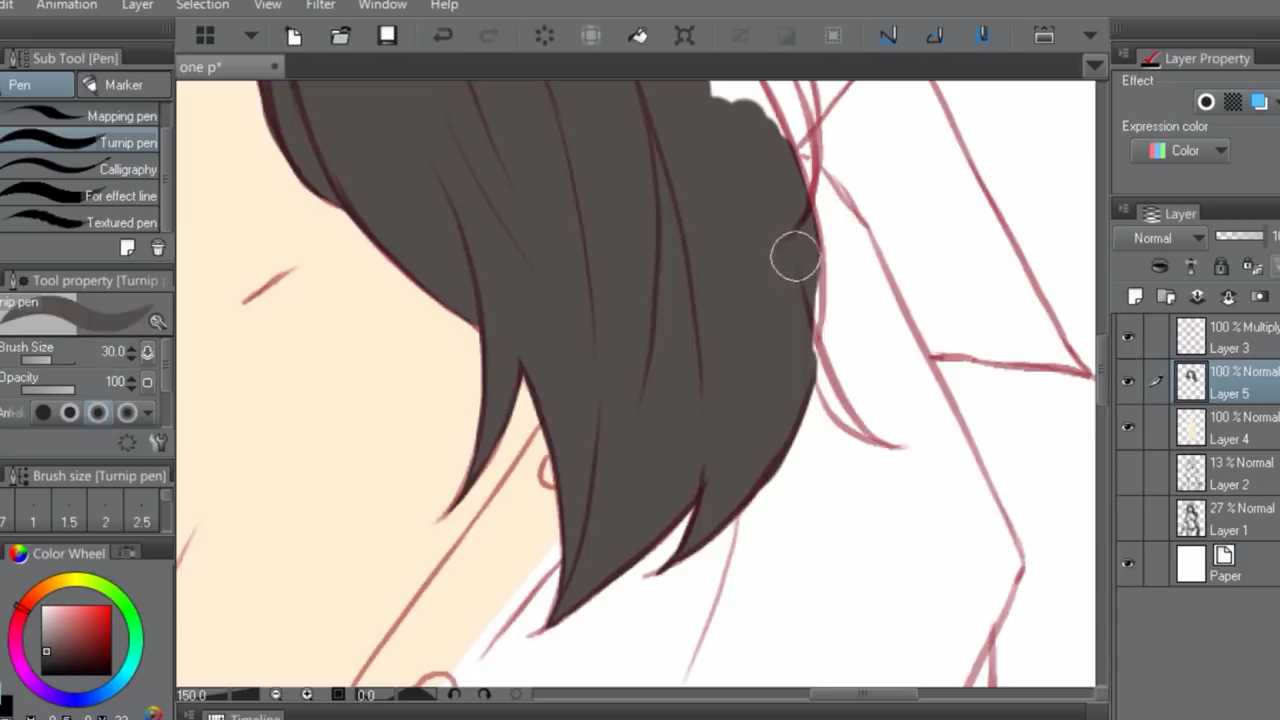 dit Animation Layer Selection View Filter Window Help
Sub Tool [Pen]
Pen Marker
Mapping pen
Turnip pen
Calligraphy
For effect line
Textured pen
Tool property [Turnip p
nip pen
Brush Size 30.0
Opacity 100
Brush size [Turnip pen]
7 1 1.5 2 2.5
Color Wheel
one p*
150.0 0.0
Timeline
Layer Property
Effect
Expression color
Color
Layer
Normal 10
100 % Multiply
Layer 3
100 % Normal
Layer 5
100 % Normal
Layer 4
13 % Normal
Layer 2
27 % Normal
Layer 1
Paper